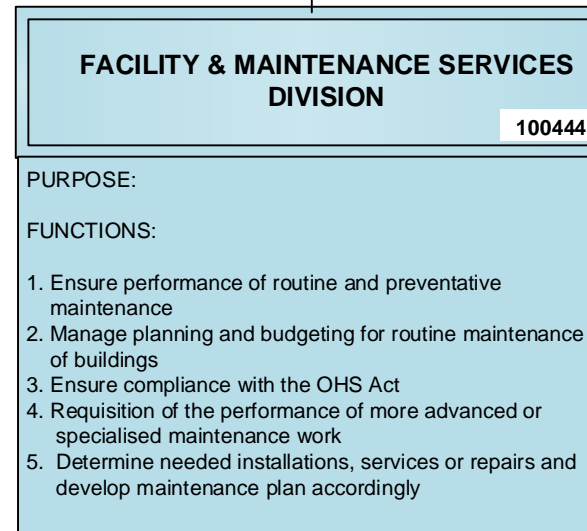 FACILITY & MAINTENANCE SERVICES
DIVISION
100444
PURPOSE:
FUNCTIONS:
1. Ensure performance of routine and preventative
maintenance
2. Manage planning and budgeting for routine maintenance
of buildings
3. Ensure compliance with the OHS Act
4. Requisition of the performance of more advanced or
specialised maintenance work
5. Determine needed installations, services or repairs and
develop maintenance plan accordingly